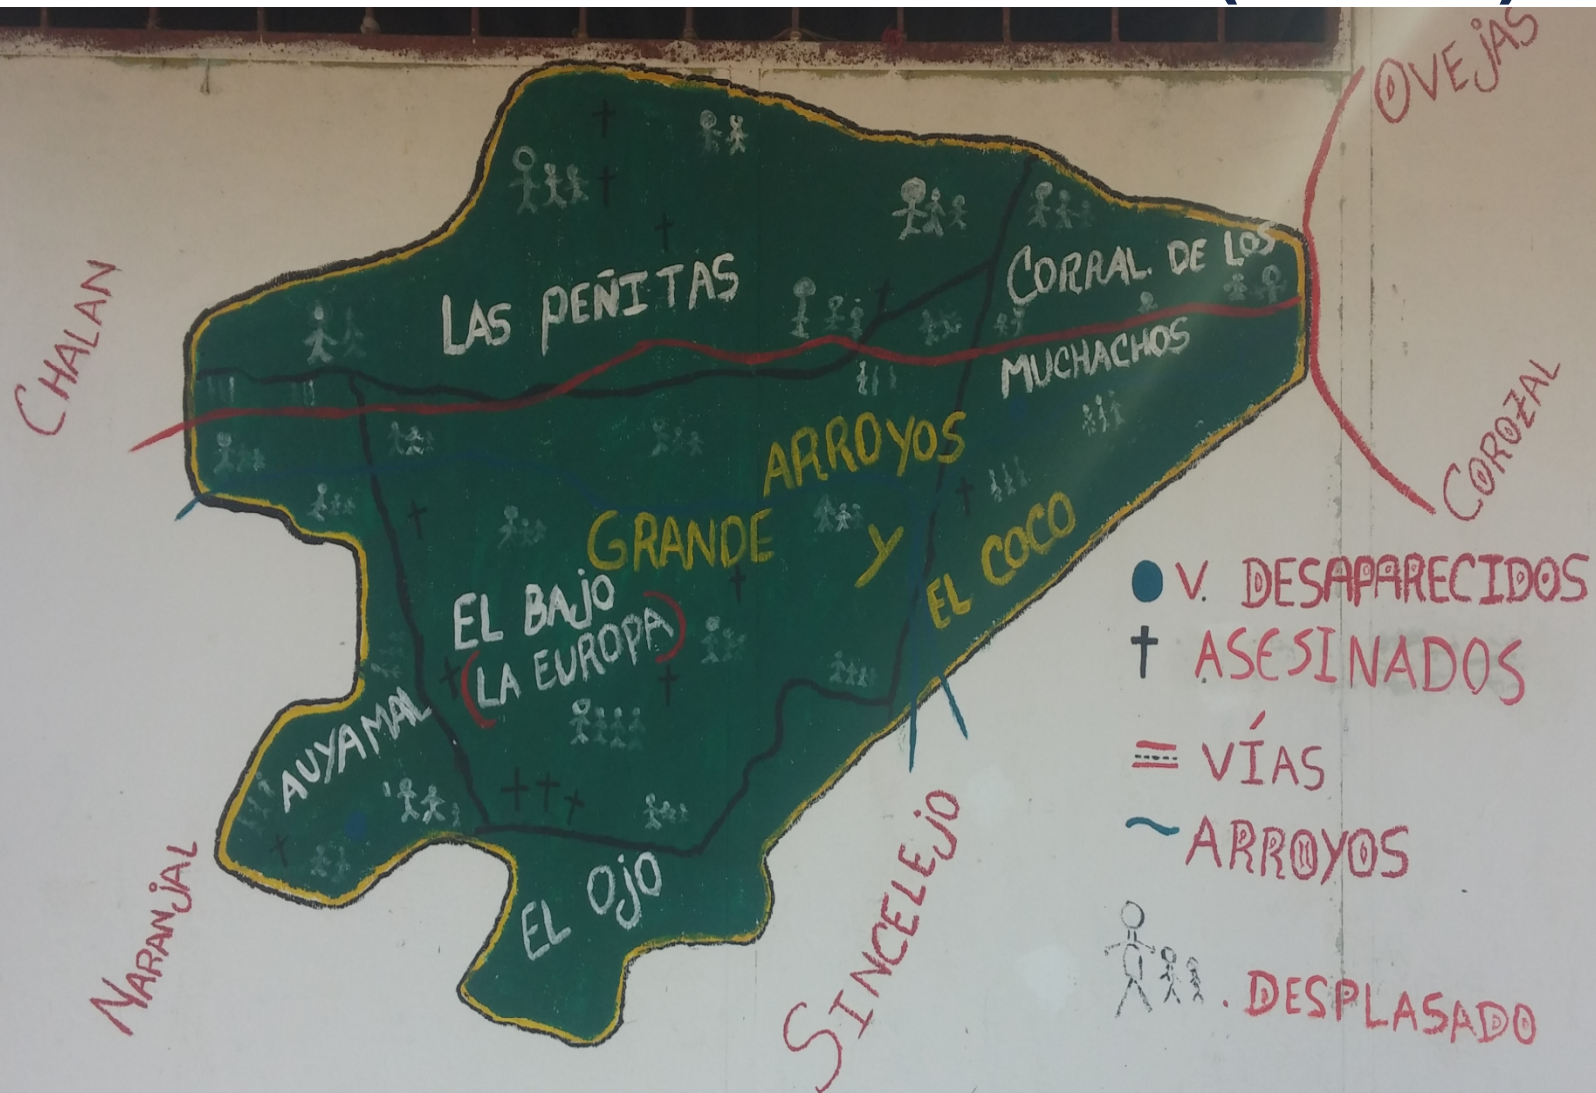 OVEJAS
CHALAN
LAS PEÑITAS
CORRAL DE LOS
MUCHACHOS
COROZAL
ARROYOS
GRANDE Y
EL COCO
EL BAJO
(LA EUROPA)
AUYAMAL
EL OJO
NARANJAL
SINCELEJO
V. DESAPARECIDOS
ASESINADOS
VÍAS
ARROYOS
. DESPLASADO